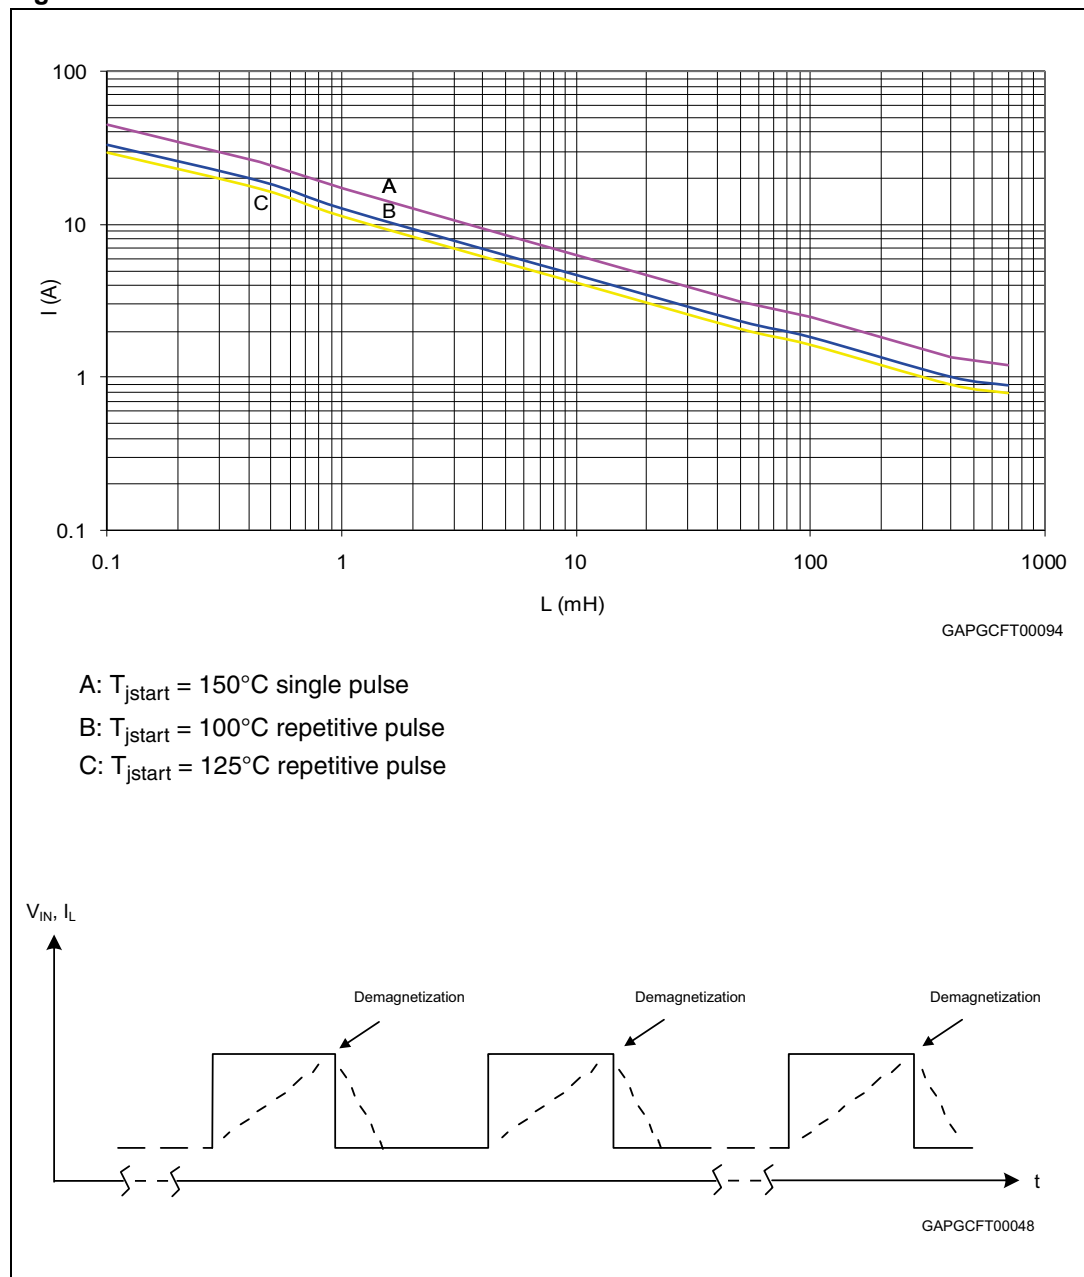 100
10
1
0.1
I (A)
A
B
C
0.1 1 10 100 1000
L (mH)
GAPGCFT00094
A: Tjstart = 150°C single pulse
B: Tjstart = 100°C repetitive pulse
C: Tjstart = 125°C repetitive pulse
VIN, IL
Demagnetization Demagnetization Demagnetization
t
GAPGCFT00048